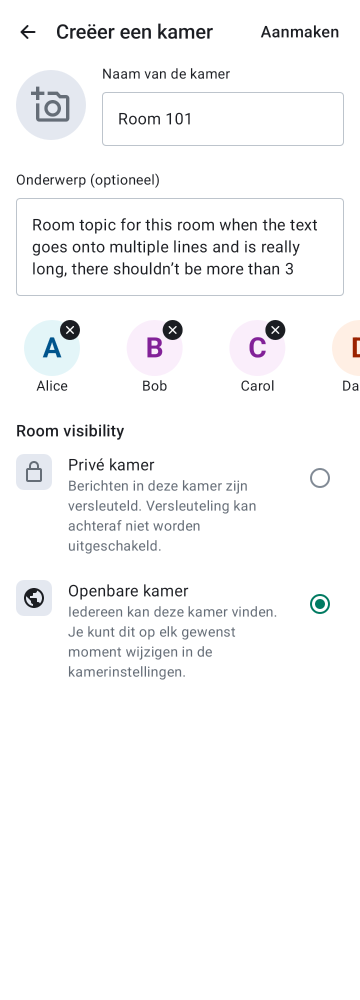 Creëer een kamer
Aanmaken
Naam van de kamer
Room 101
Onderwerp (optioneel)
Room topic for this room when the text
goes onto multiple lines and is really
long, there shouldn’t be more than 3
A
B
C
Alice
Bob
Carol
Da
Room visibility
Privé kamer
Berichten in deze kamer zijn
versleuteld. Versleuteling kan
achteraf niet worden
uitgeschakeld.
Openbare kamer
Iedereen kan deze kamer vinden.
Je kunt dit op elk gewenst
moment wijzigen in de
kamerinstellingen.